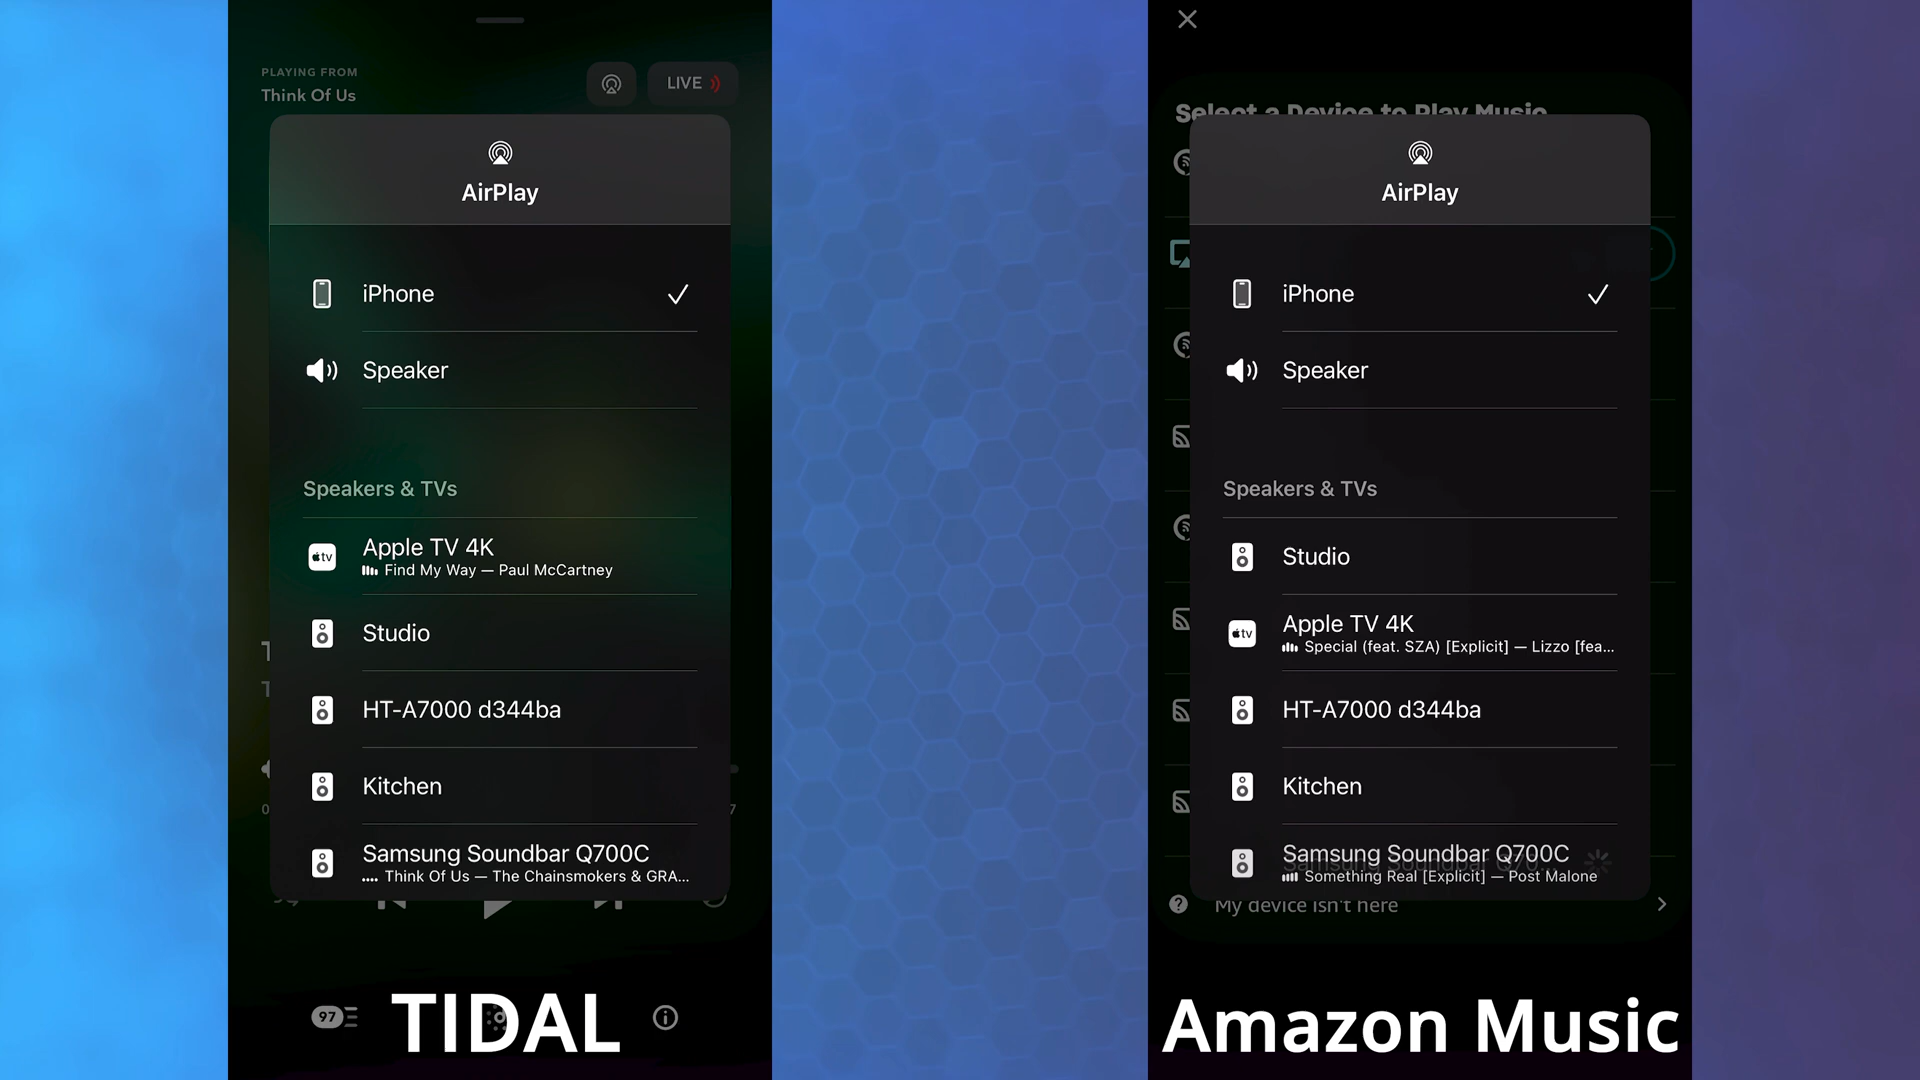 PLAYING FROM
Think Of Us
LIVE
AirPlay
iPhone
Speaker
Speakers & TVs
tv
Apple TV 4K
Find My Way — Paul McCartney
Studio
HT-A7000 d344ba
Kitchen
Samsung Soundbar Q700C
Think Of Us — The Chainsmokers & GRA...
97
TIDAL
Select a Device to Play Music
AirPlay
iPhone
Speaker
Speakers & TVs
Studio
tv
Apple TV 4K
Special (feat. SZA) [Explicit] — Lizzo [fea...
HT-A7000 d344ba
Kitchen
Samsung Soundbar Q700C
Something Real [Explicit] — Post Malone
My device isn't here
Amazon Music